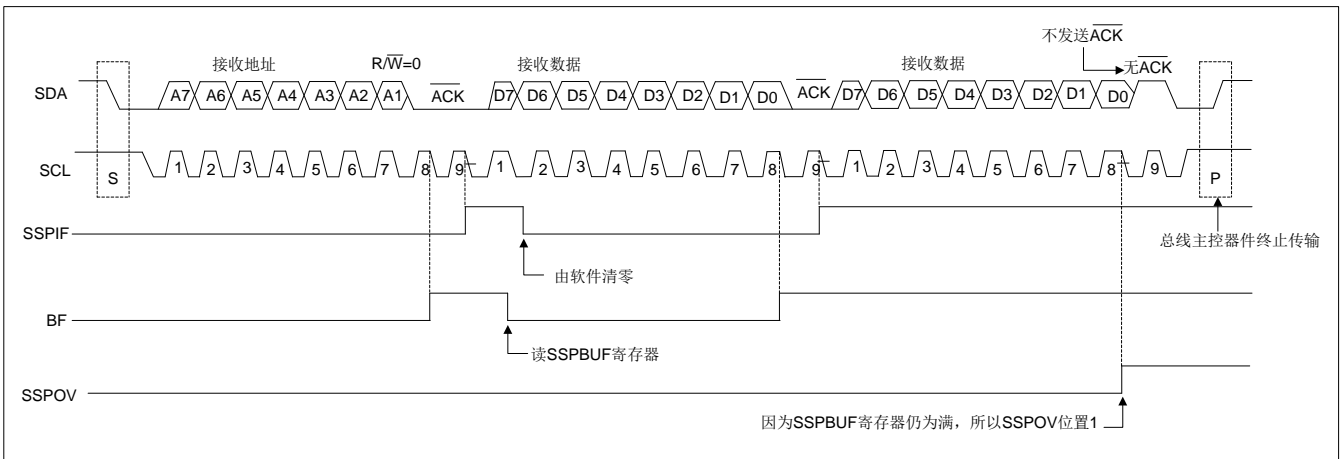 不发送ACK
接收地址 R/W=0 接收数据 接收数据 无ACK
SDA A7 A6 A5 A4 A3 A2 A1 ACK D7 D6 D5 D4 D3 D2 D1 D0 ACK D7 D6 D5 D4 D3 D2 D1 D0
SCL S 1 2 3 4 5 6 7 8 9 1 2 3 4 5 6 7 8 9 1 2 3 4 5 6 7 8 9 P
SSPIF
总线主控器件终止传输
由软件清零
BF
读SSPBUF寄存器
SSPOV
因为SSPBUF寄存器仍为满，所以SSPOV位置1